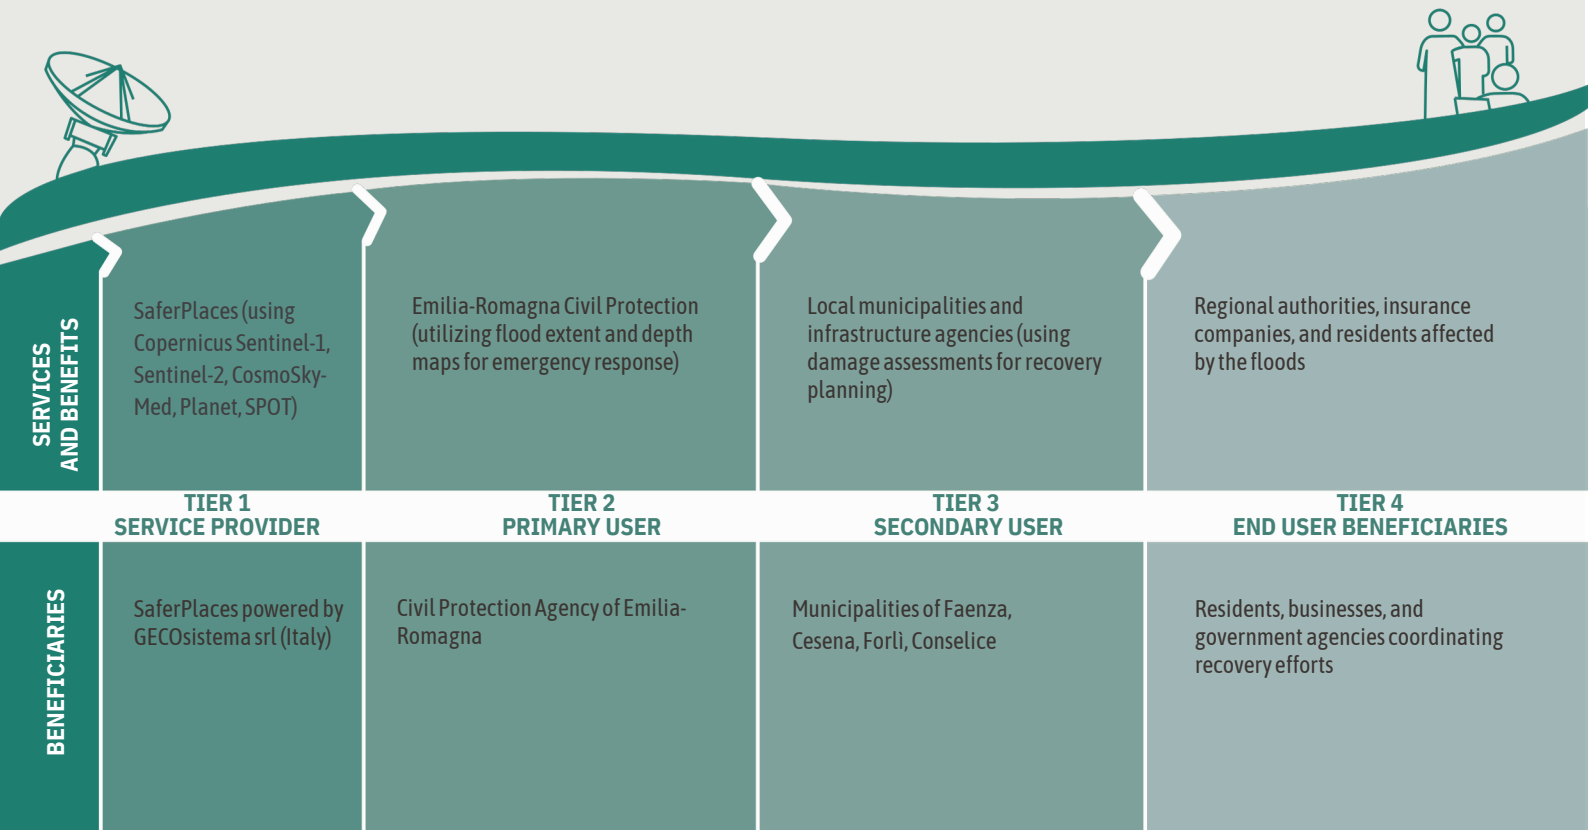 SERVICES
AND BENEFITS
SaferPlaces (using
Copernicus Sentinel-1,
Sentinel-2, CosmoSky-
Med, Planet, SPOT)
Emilia-Romagna Civil Protection
(utilizing flood extent and depth
maps for emergency response)
Local municipalities and
infrastructure agencies (using
damage assessments for recovery
planning)
Regional authorities, insurance
companies, and residents affected
by the floods
TIER 1
SERVICE PROVIDER
TIER 2
PRIMARY USER
TIER 3
SECONDARY USER
TIER 4
END USER BENEFICIARIES
BENEFICIARIES
SaferPlaces powered by
GECOsistema srl (Italy)
Civil Protection Agency of Emilia-
Romagna
Municipalities of Faenza,
Cesena, Forlì, Conselice
Residents, businesses, and
government agencies coordinating
recovery efforts